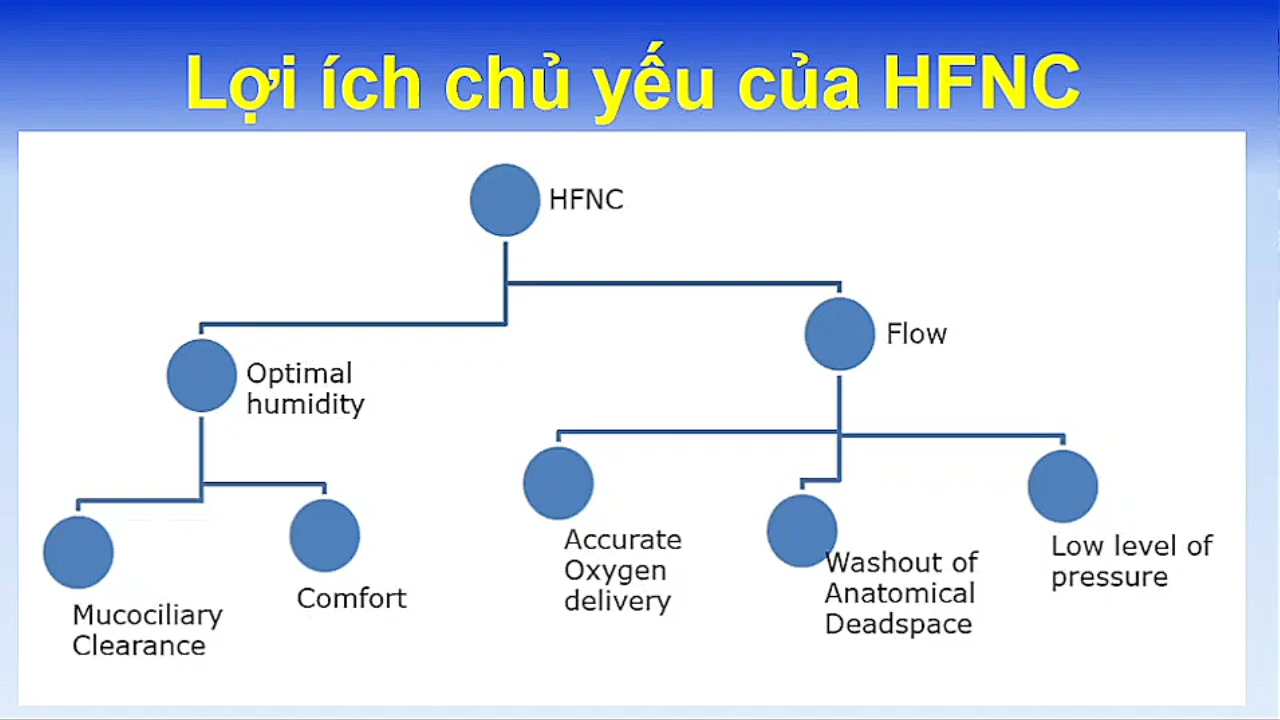 Lợi ích chủ yếu của HFNC
HFNC
Flow
Optimal
humidity
Accurate
Oxygen
delivery
Washout of
Anatomical
Deadspace
Low level of
pressure
Mucociliary
Clearance
Comfort